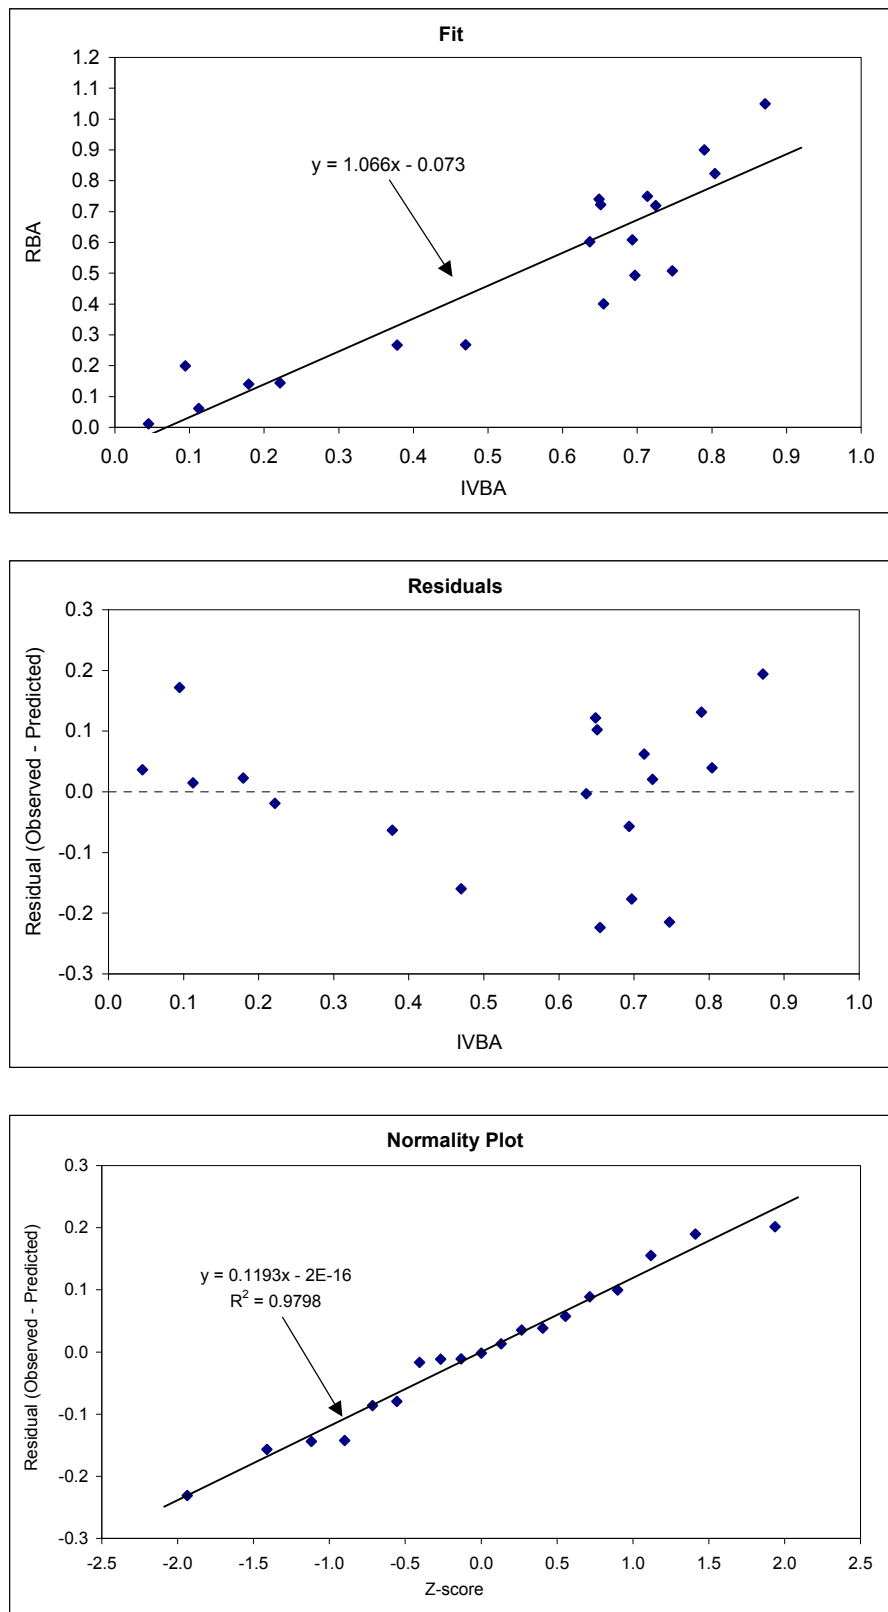 Fit
1.2
1.1
1.0
0.9
0.8
0.7
0.6
0.5
0.4
0.3
0.2
0.1
0.0
RBA
y = 1.066x - 0.073
0.0 0.1 0.2 0.3 0.4 0.5 0.6 0.7 0.8 0.9 1.0
IVBA
Residuals
0.3
0.2
0.1
0.0
-0.1
-0.2
-0.3
Residual (Observed - Predicted)
0.0 0.1 0.2 0.3 0.4 0.5 0.6 0.7 0.8 0.9 1.0
IVBA
Normality Plot
0.3
0.2
0.1
0.0
-0.1
-0.2
-0.3
Residual (Observed - Predicted)
y = 0.1193x - 2E-16
R² = 0.9798
-2.5 -2.0 -1.5 -1.0 -0.5 0.0 0.5 1.0 1.5 2.0 2.5
Z-score